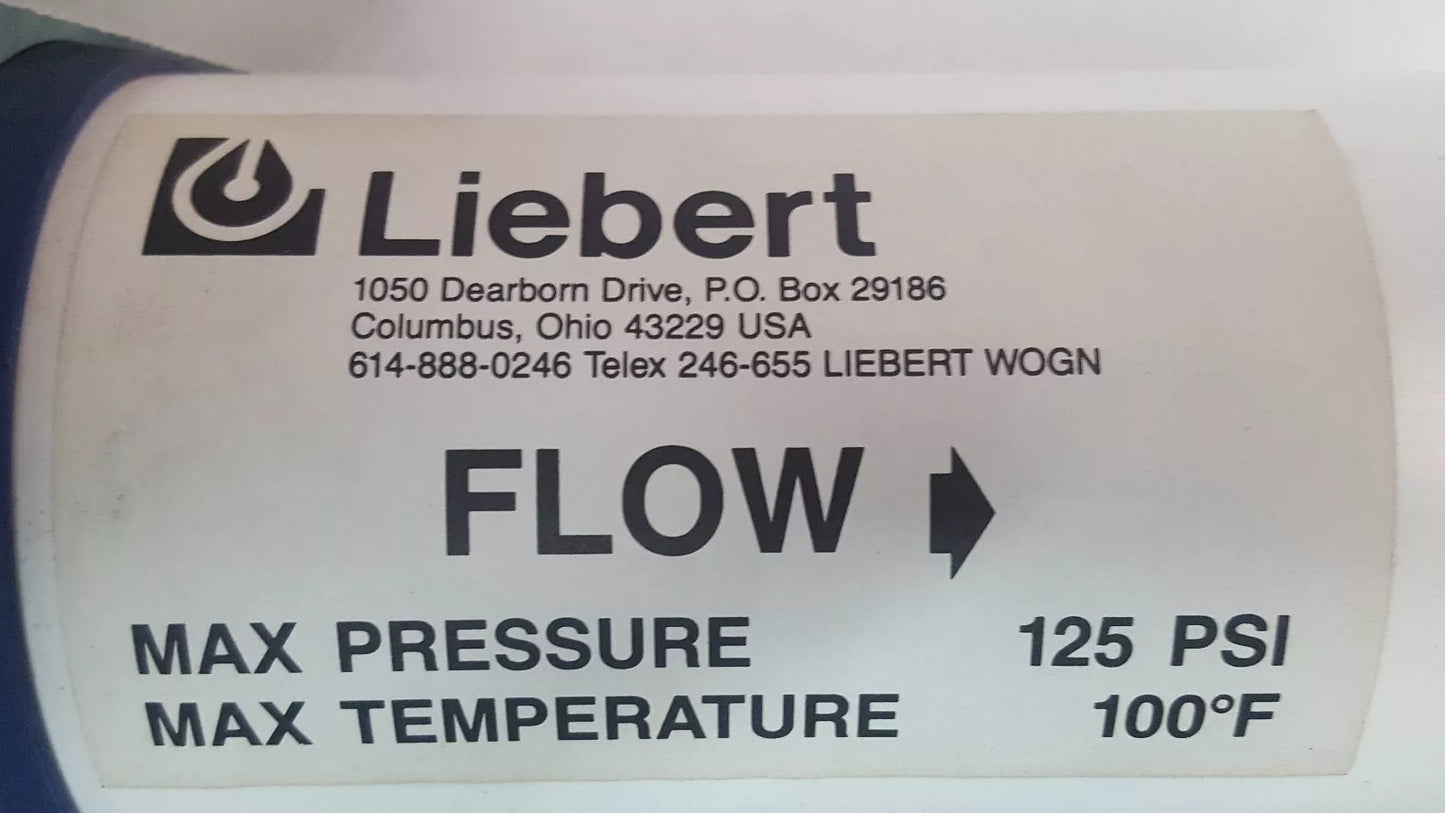 Liebert
1050 Dearborn Drive, P.O. Box 29186
Columbus, Ohio 43229 USA
614-888-0246 Telex 246-655 LIEBERT WOGN
FLOW
MAX PRESSURE 125 PSI
MAX TEMPERATURE 100°F